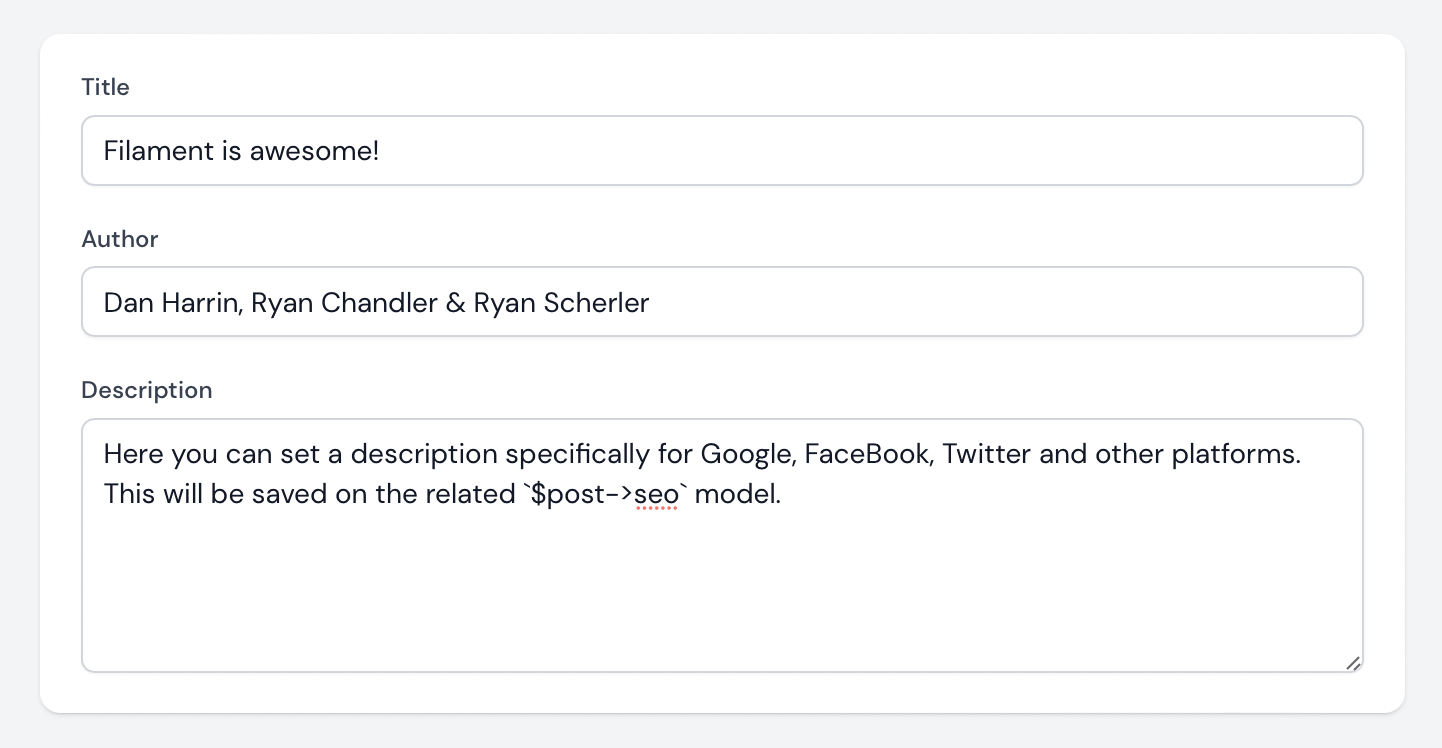 Title
Filament is awesome!
Author
Dan Harrin, Ryan Chandler & Ryan Scherler
Description
Here you can set a description specifically for Google, FaceBook, Twitter and other platforms.
This will be saved on the related `$post->seo` model.